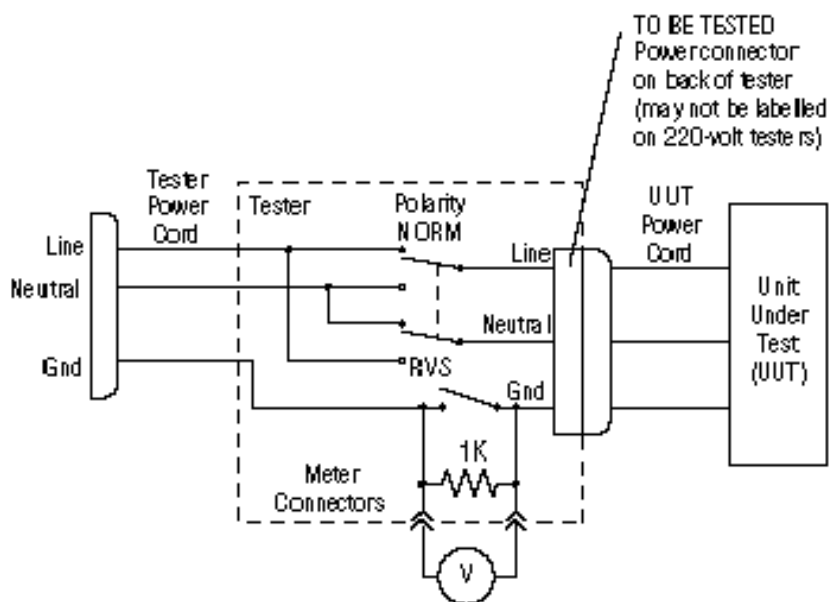 TO BE TESTED
Power connector
on back of tester
(may not be labelled
on 220-volt testers)
Tester
Power
Cord
Tester
Polarity
NORM
UUT
Power
Cord
Line
Line
Neutral
Neutral
Unit
Under
Test
(UUT)
Gnd
RVS
Gnd
1K
Meter
Connectors
V